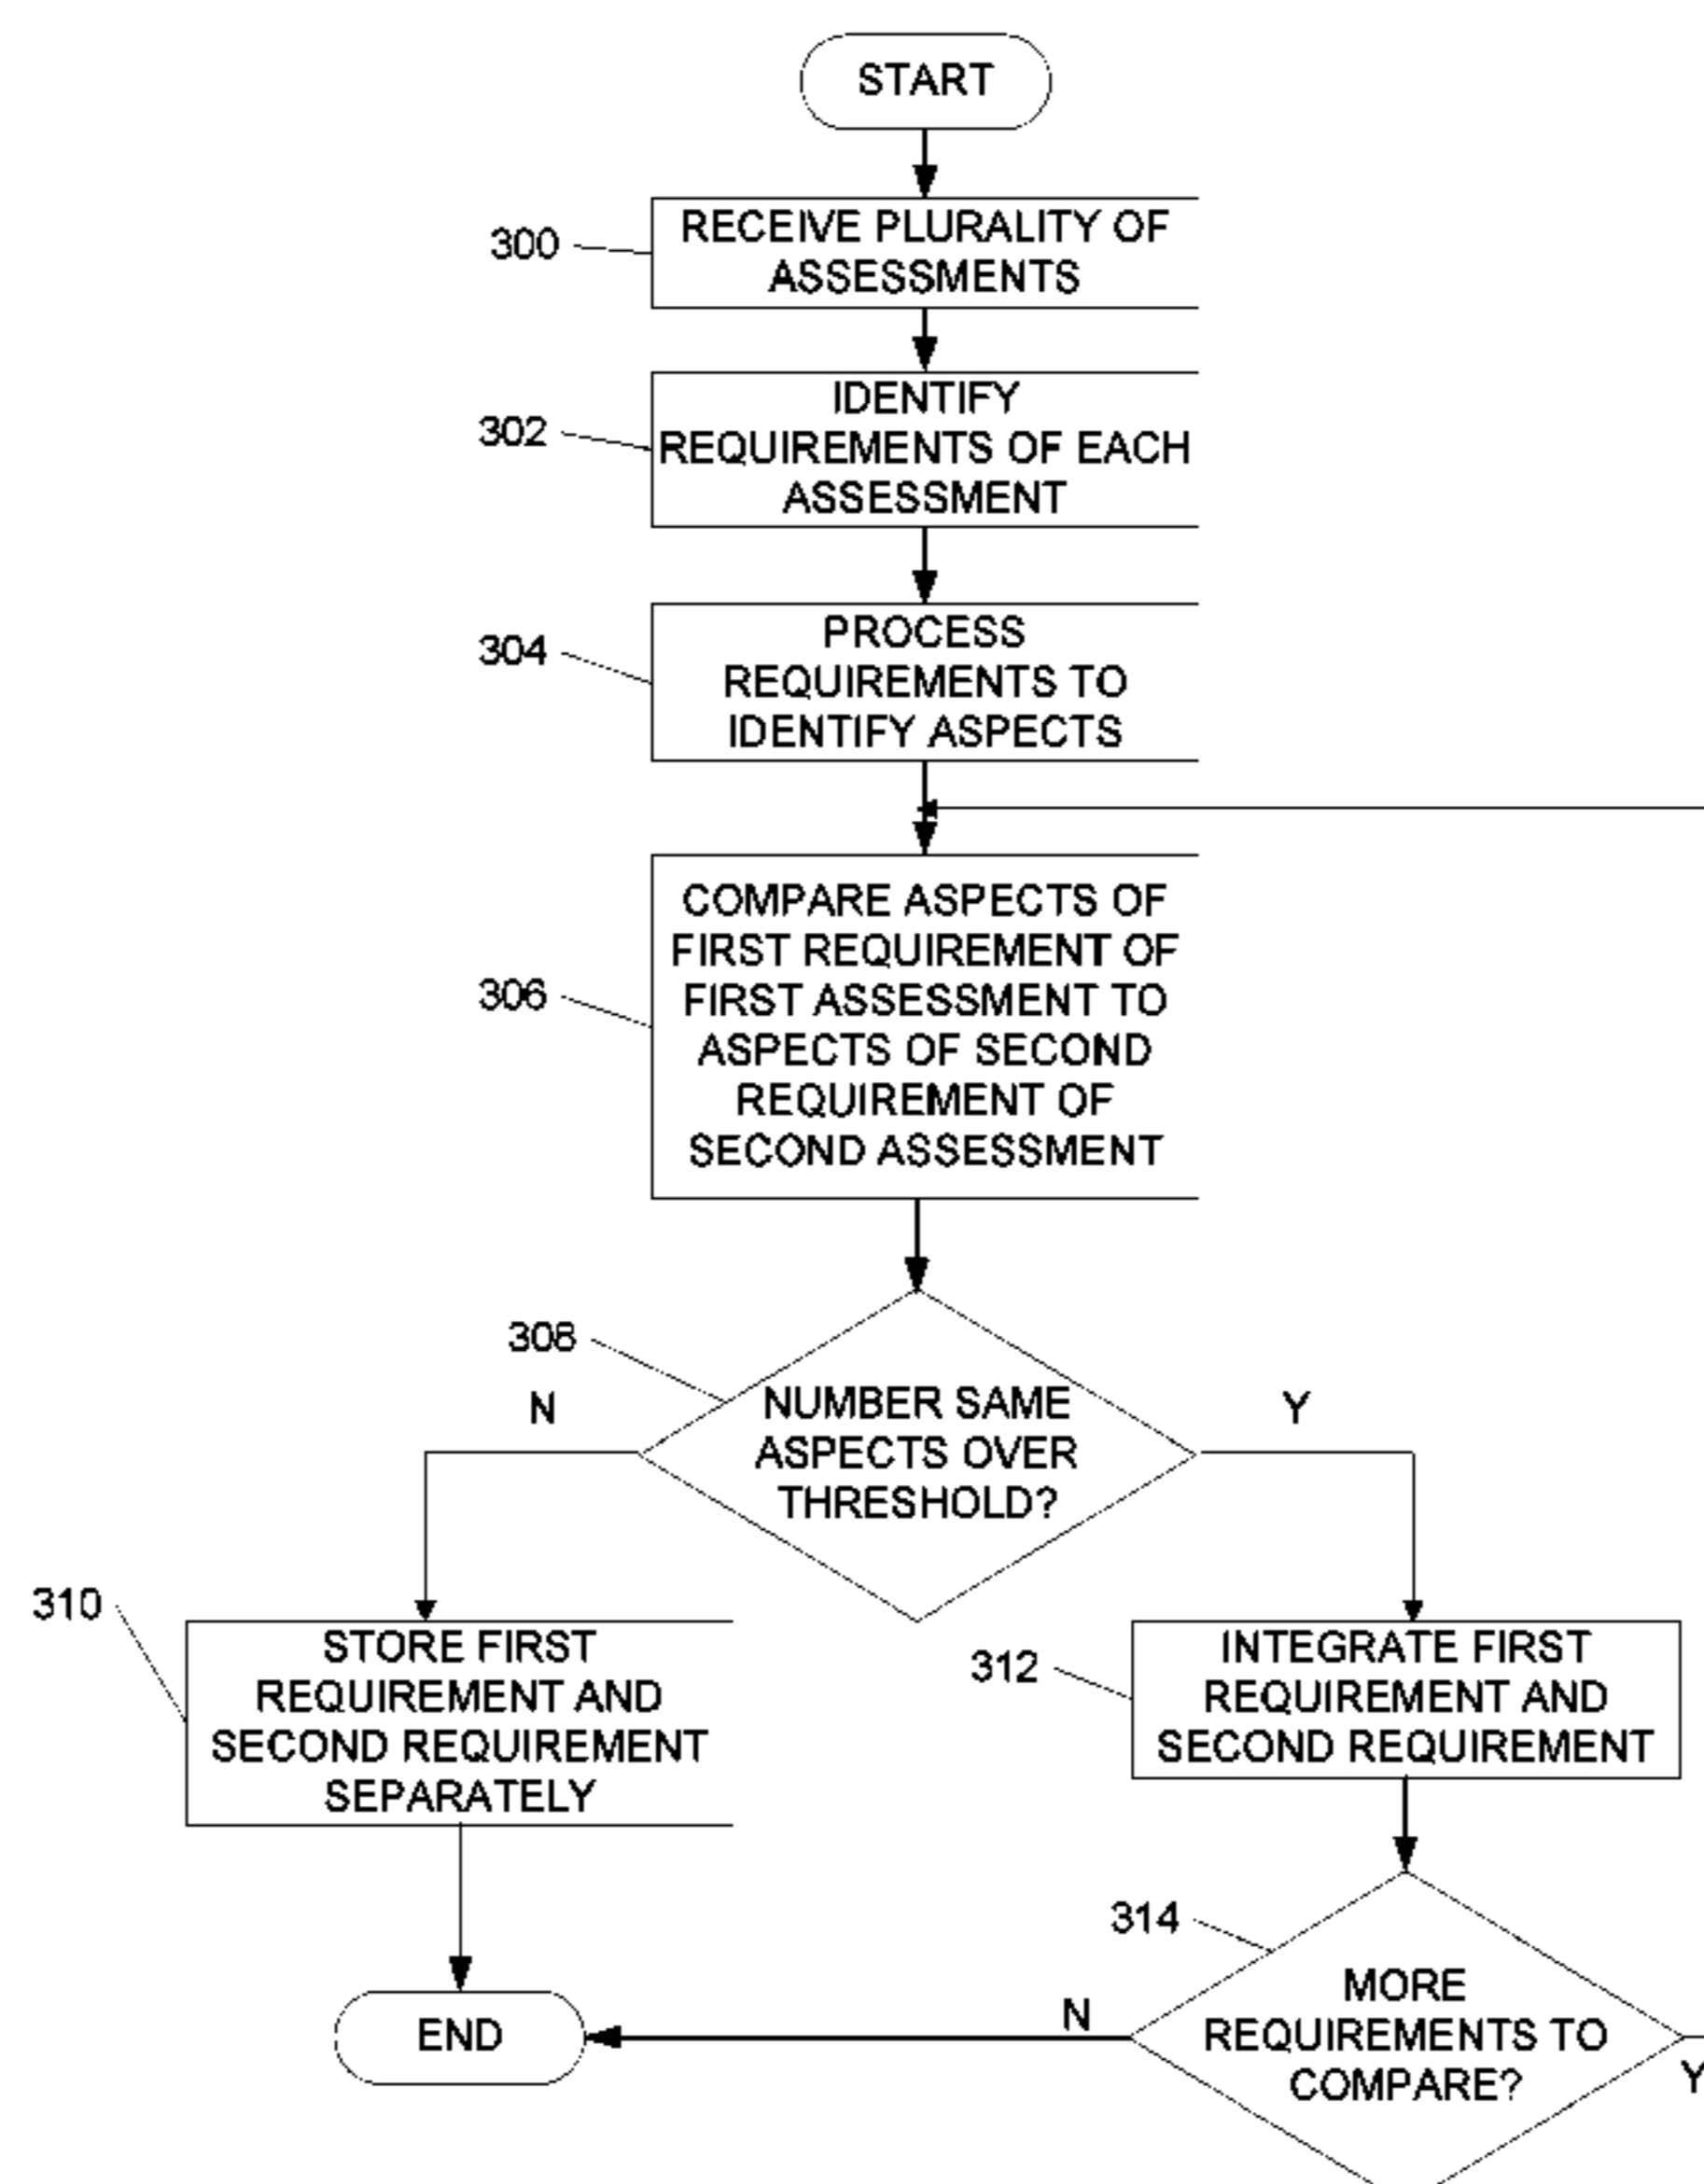 START
300
RECEIVE PLURALITY OF
ASSESSMENTS
302
IDENTIFY
REQUIREMENTS OF EACH
ASSESSMENT
304
PROCESS
REQUIREMENTS TO
IDENTIFY ASPECTS
306
COMPARE ASPECTS OF
FIRST REQUIREMENT OF
FIRST ASSESSMENT TO
ASPECTS OF SECOND
REQUIREMENT OF
SECOND ASSESSMENT
308
N
NUMBER SAME
ASPECTS OVER
THRESHOLD?
Y
310
STORE FIRST
REQUIREMENT AND
SECOND REQUIREMENT
SEPARATELY
312
INTEGRATE FIRST
REQUIREMENT AND
SECOND REQUIREMENT
314
MORE
REQUIREMENTS TO
COMPARE?
N
Y
END